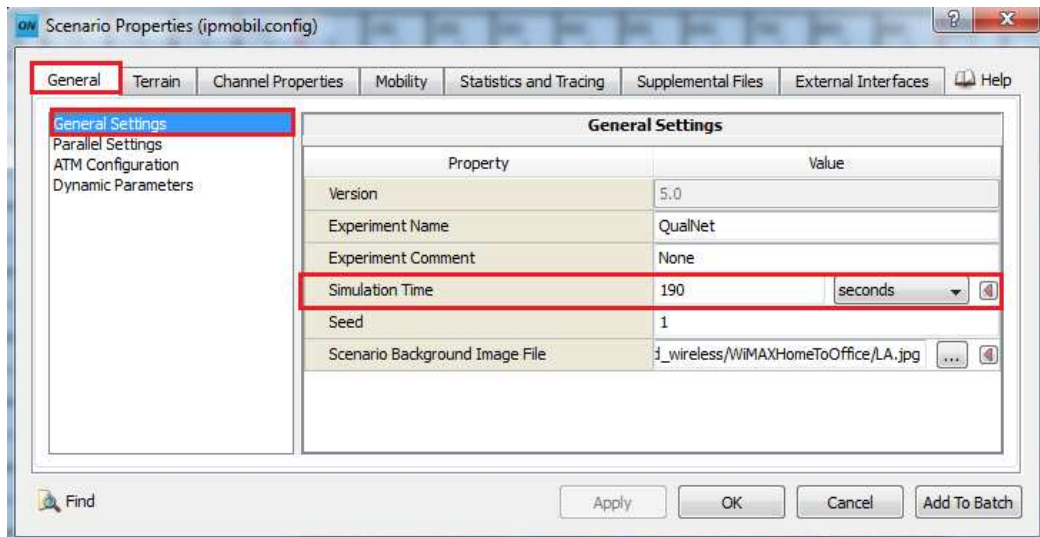 QN Scenario Properties (ipmobil.config)
General Terrain Channel Properties Mobility Statistics and Tracing Supplemental Files External Interfaces Help
General Settings
Parallel Settings
ATM Configuration
Dynamic Parameters
General Settings
Property Value
Version 5.0
Experiment Name QualNet
Experiment Comment None
Simulation Time 190 seconds
Seed 1
Scenario Background Image File d_wireless/WiMAXHomeToOffice/LA.jpg ...
Find Apply OK Cancel Add To Batch